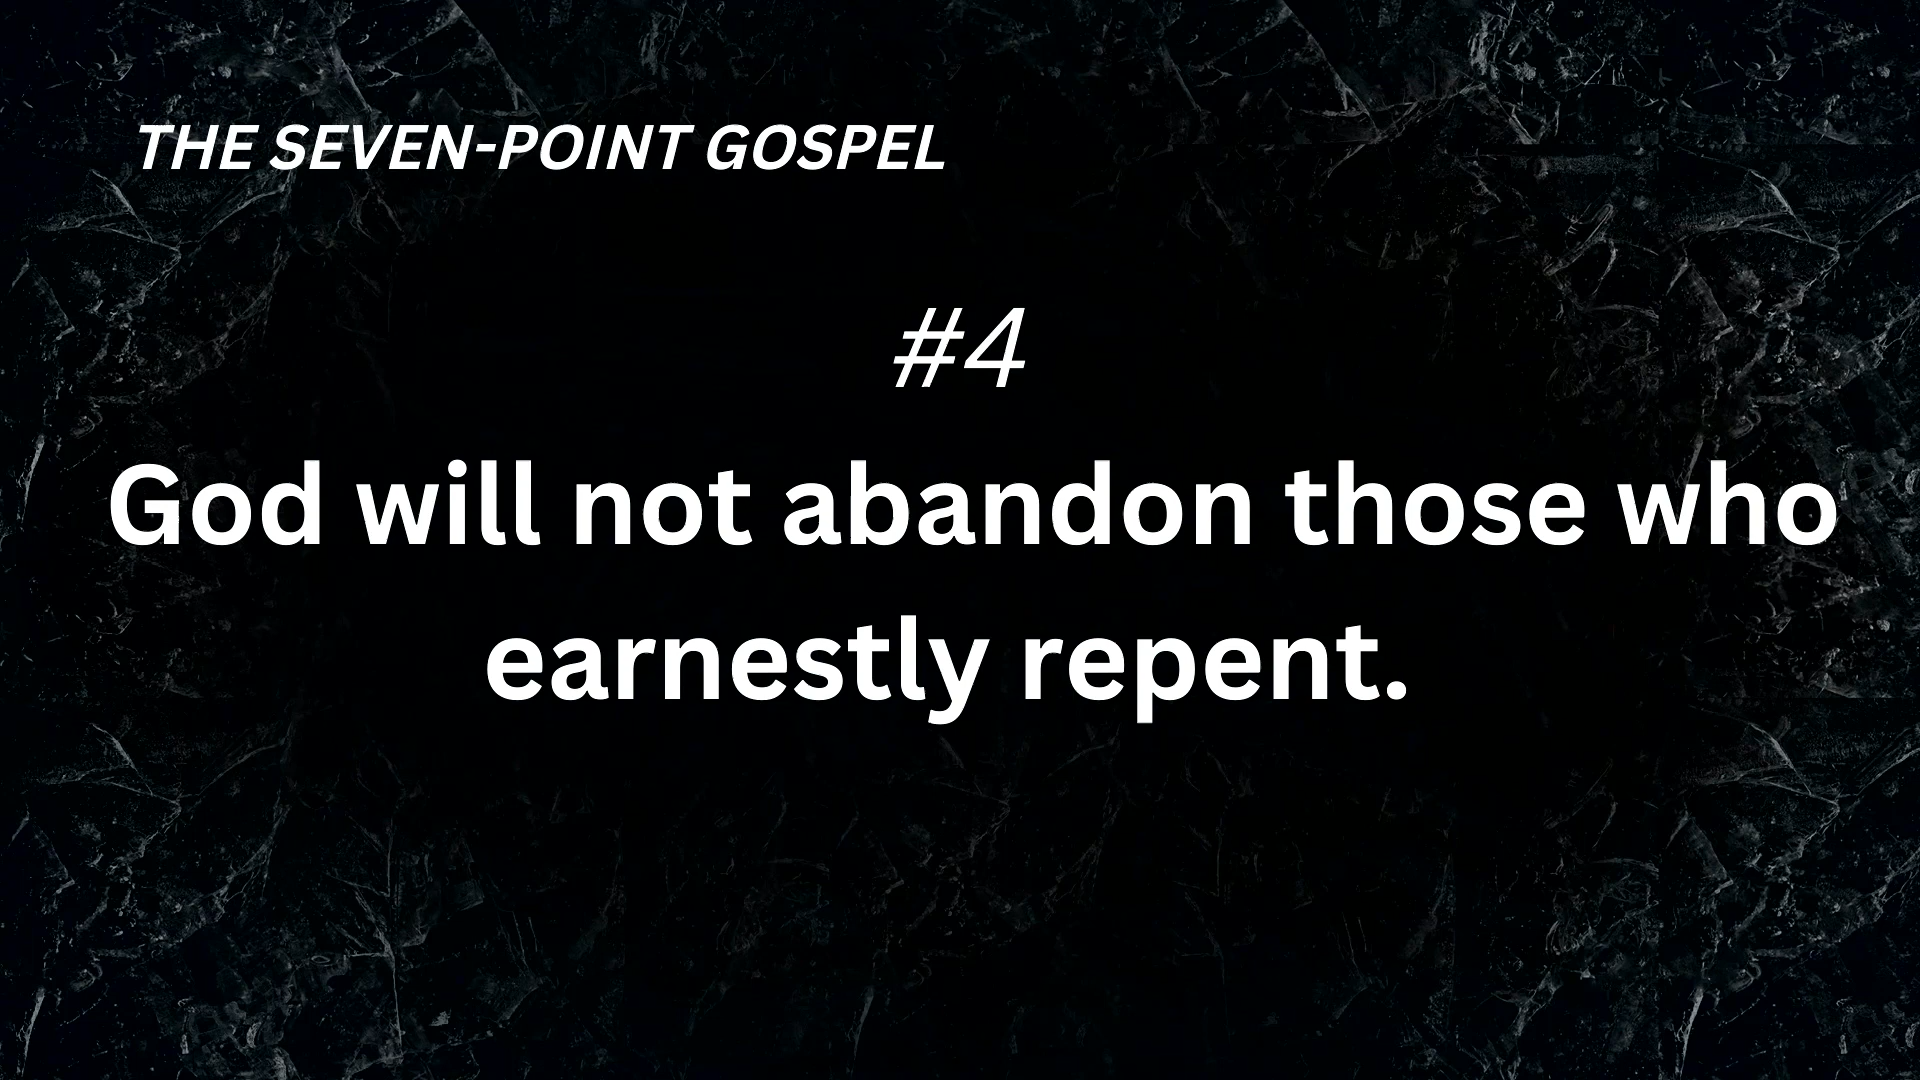 THE SEVEN-POINT GOSPEL
#4
God will not abandon those who
earnestly repent.